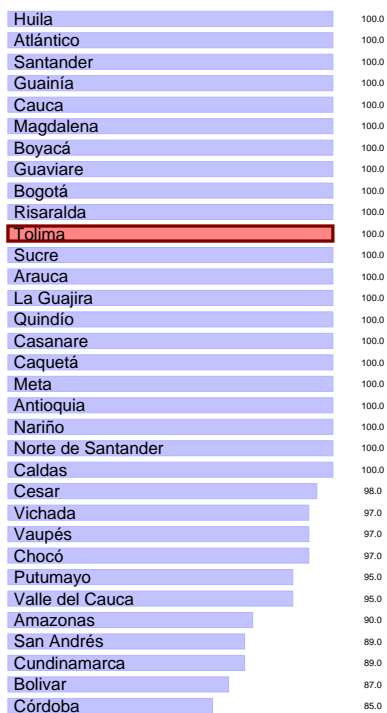 Huila 100.0
Atlántico 100.0
Santander 100.0
Guainía 100.0
Cauca 100.0
Magdalena 100.0
Boyacá 100.0
Guaviare 100.0
Bogotá 100.0
Risaralda 100.0
Tolima 100.0
Sucre 100.0
Arauca 100.0
La Guajira 100.0
Quindío 100.0
Casanare 100.0
Caquetá 100.0
Meta 100.0
Antioquia 100.0
Nariño 100.0
Norte de Santander 100.0
Caldas 100.0
Cesar 98.0
Vichada 97.0
Vaupés 97.0
Chocó 97.0
Putumayo 95.0
Valle del Cauca 95.0
Amazonas 90.0
San Andrés 89.0
Cundinamarca 89.0
Bolivar 87.0
Córdoba 85.0